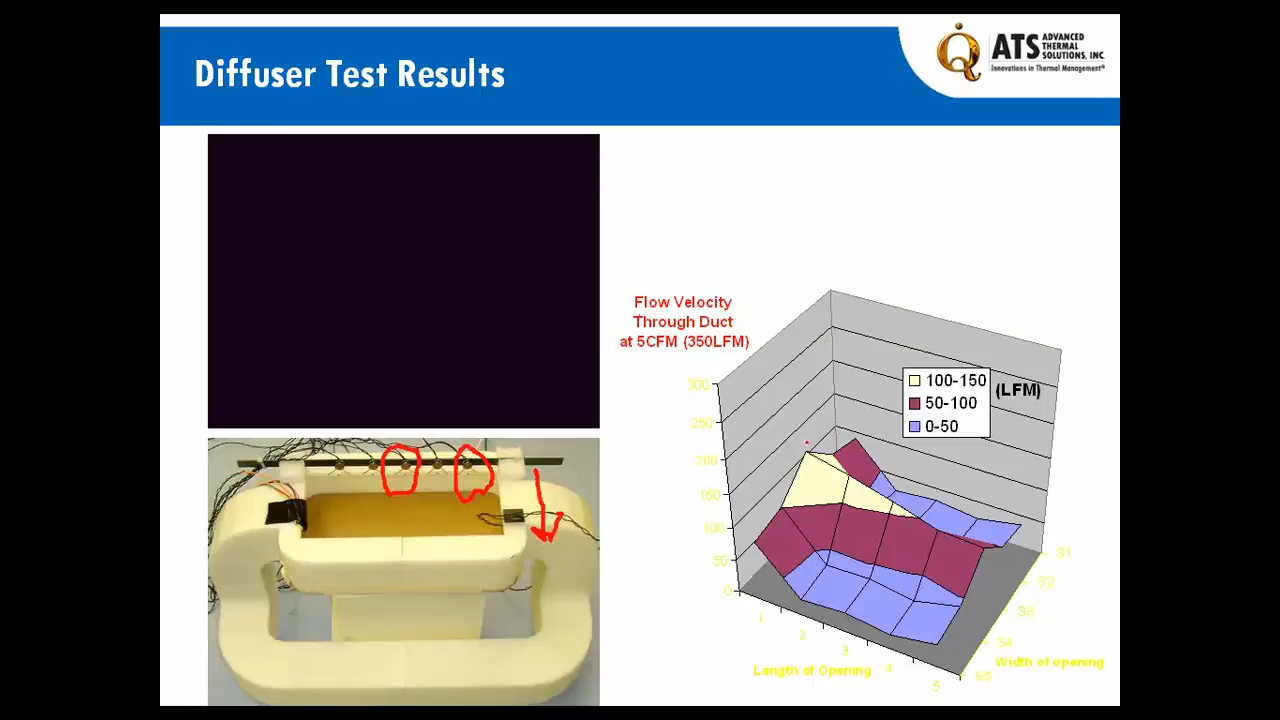 Diffuser Test Results
ATS ADVANCED THERMAL SOLUTIONS, INC.
Innovations in Thermal Management®
Flow Velocity
Through Duct
at 5CFM (350LFM)
100-150
50-100
0-50
(LFM)
300
250
200
150
100
50
0
1
2
3
4
5
Length of Opening
S1
S2
S3
S4
S5
Width of opening